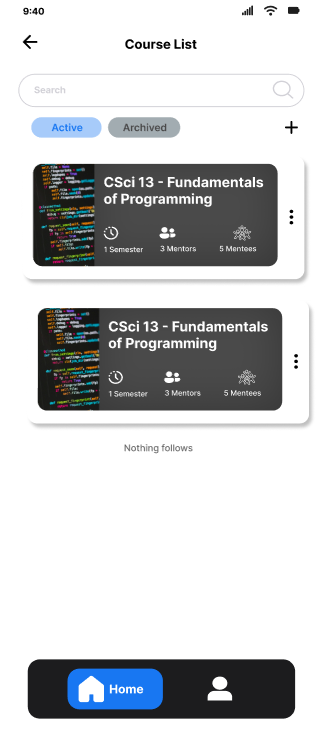 9:40
Course List
Search
Active
Archived
CSci 13 - Fundamentals
of Programming
1 Semester
3 Mentors
5 Mentees
CSci 13 - Fundamentals
of Programming
1 Semester
3 Mentors
5 Mentees
Nothing follows
Home